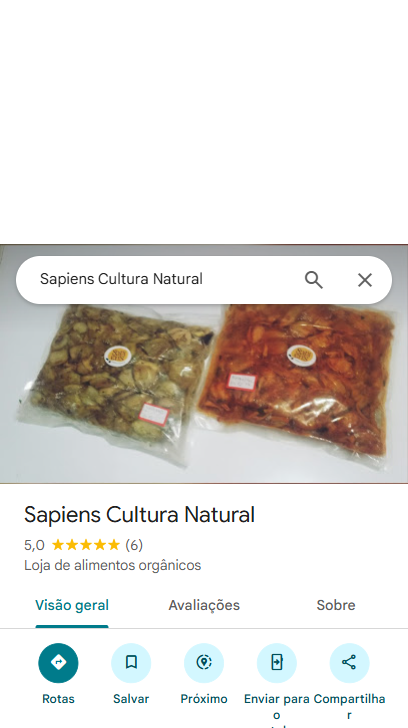 Sapiens Cultura Natural
Sapiens Cultura Natural
5,0 (6)
Loja de alimentos orgânicos
Visão geral Avaliações Sobre
Rotas Salvar Próximo Enviar para o Compartilhar